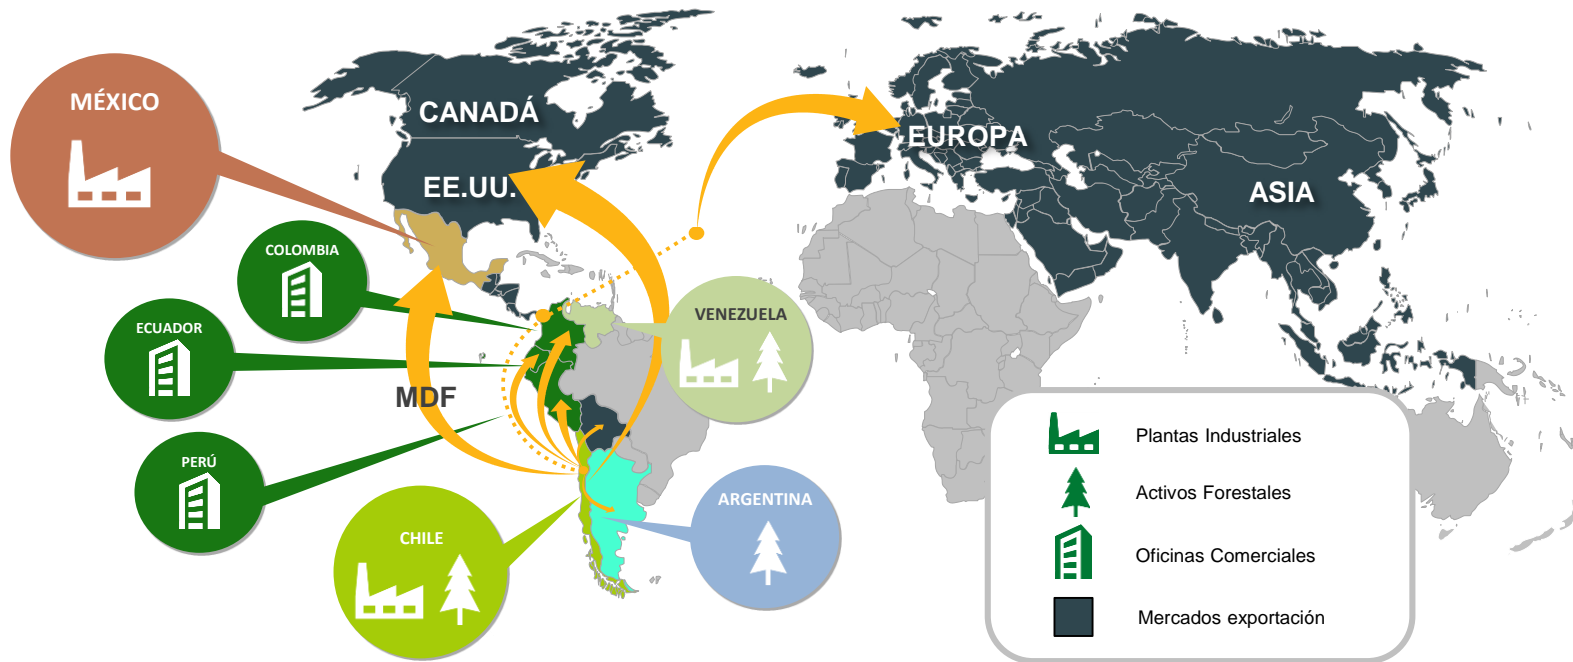 MÉXICO
CANADÁ
EE.UU.
EUROPA
ASIA
COLOMBIA
ECUADOR
VENEZUELA
MDF
PERÚ
CHILE
ARGENTINA
Plantas Industriales
Activos Forestales
Oficinas Comerciales
Mercados exportación